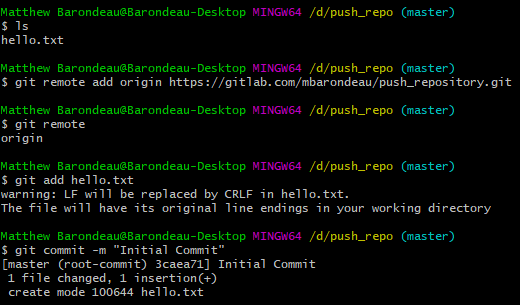 Matthew Barondeau@Barondeau-Desktop MINGW64 /d/push_repo (master)
$ ls
hello.txt
Matthew Barondeau@Barondeau-Desktop MINGW64 /d/push_repo (master)
$ git remote add origin https://gitlab.com/mbarondeau/push_repository.git
Matthew Barondeau@Barondeau-Desktop MINGW64 /d/push_repo (master)
$ git remote
origin
Matthew Barondeau@Barondeau-Desktop MINGW64 /d/push_repo (master)
$ git add hello.txt
warning: LF will be replaced by CRLF in hello.txt.
The file will have its original line endings in your working directory
Matthew Barondeau@Barondeau-Desktop MINGW64 /d/push_repo (master)
$ git commit -m "Initial Commit"
[master (root-commit) 3caea71] Initial Commit
 1 file changed, 1 insertion(+)
 create mode 100644 hello.txt